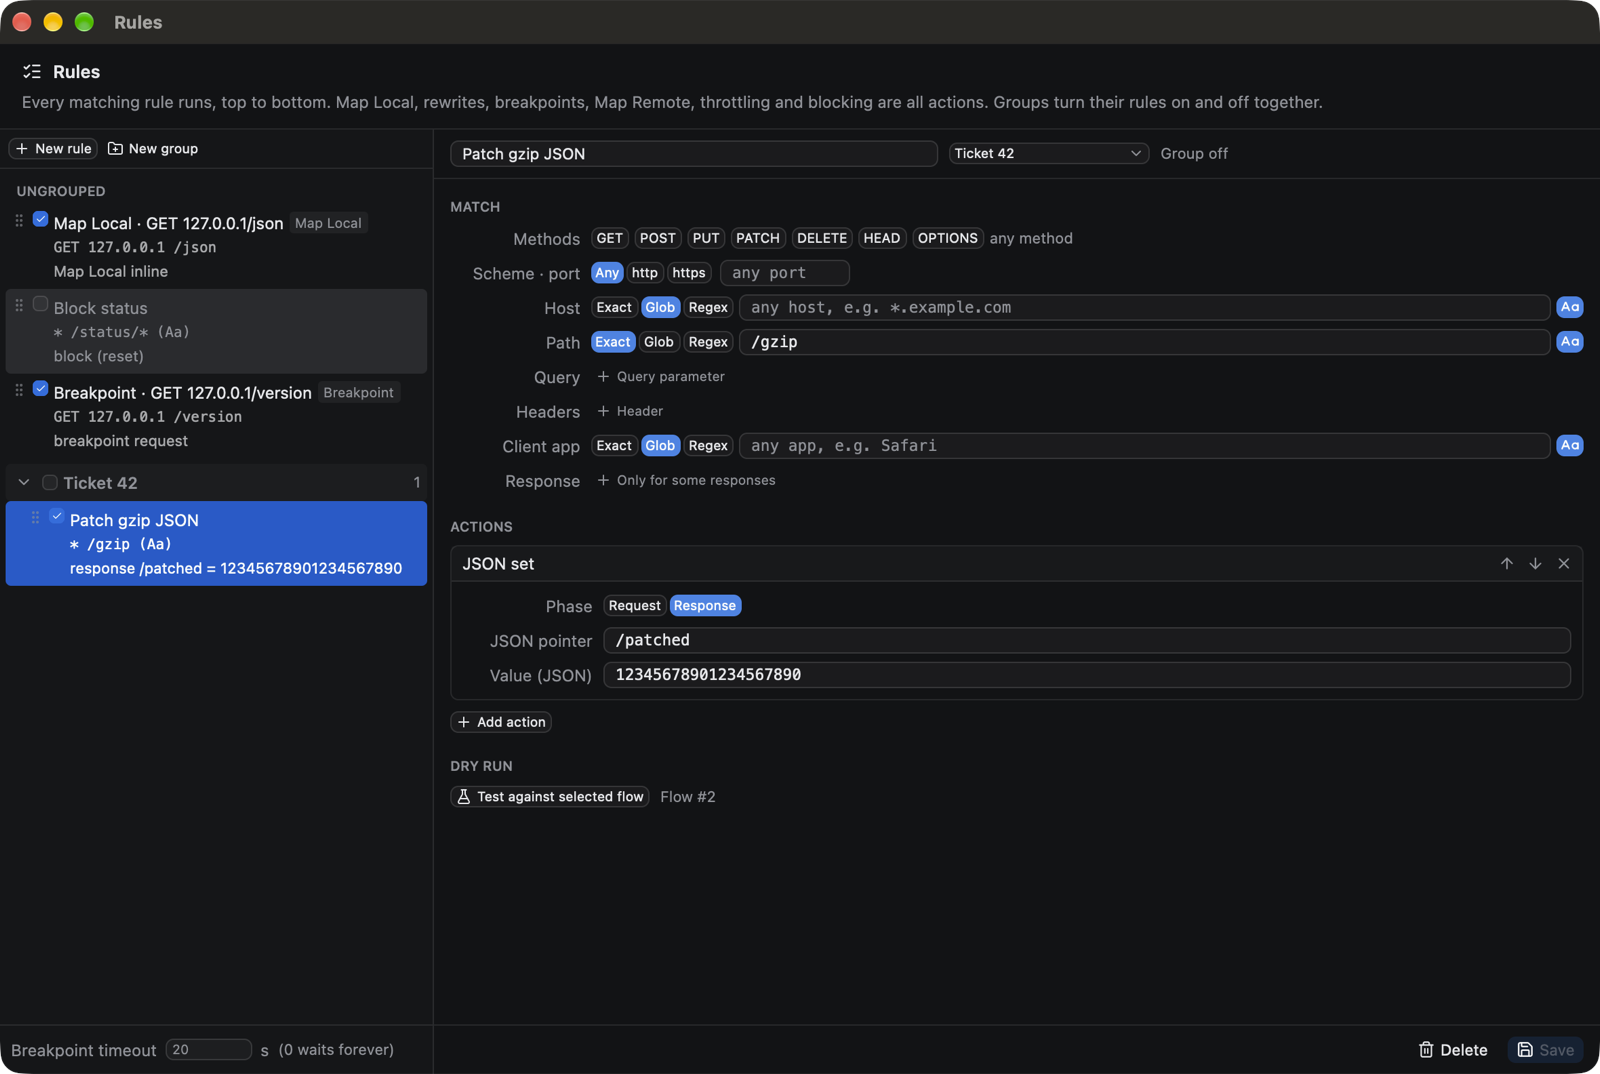 Rules
Rules
Every matching rule runs, top to bottom. Map Local, rewrites, breakpoints, Map Remote, throttling and blocking are all actions. Groups turn their rules on and off together.
New rule
New group
UNGROUPED
Map Local · GET 127.0.0.1/json Map Local
GET 127.0.0.1 /json
Map Local inline
Block status
* /status/* (Aa)
block (reset)
Breakpoint · GET 127.0.0.1/version Breakpoint
GET 127.0.0.1 /version
breakpoint request
Ticket 42 1
Patch gzip JSON
* /gzip (Aa)
response /patched = 12345678901234567890
Breakpoint timeout 20 s (0 waits forever)
Patch gzip JSON Ticket 42 Group off
MATCH
Methods GET POST PUT PATCH DELETE HEAD OPTIONS any method
Scheme · port Any http https any port
Host Exact Glob Regex any host, e.g. *.example.com Aa
Path Exact Glob Regex /gzip Aa
Query + Query parameter
Headers + Header
Client app Exact Glob Regex any app, e.g. Safari Aa
Response + Only for some responses
ACTIONS
JSON set
Phase Request Response
JSON pointer /patched
Value (JSON) 12345678901234567890
+ Add action
DRY RUN
Test against selected flow Flow #2
Delete Save